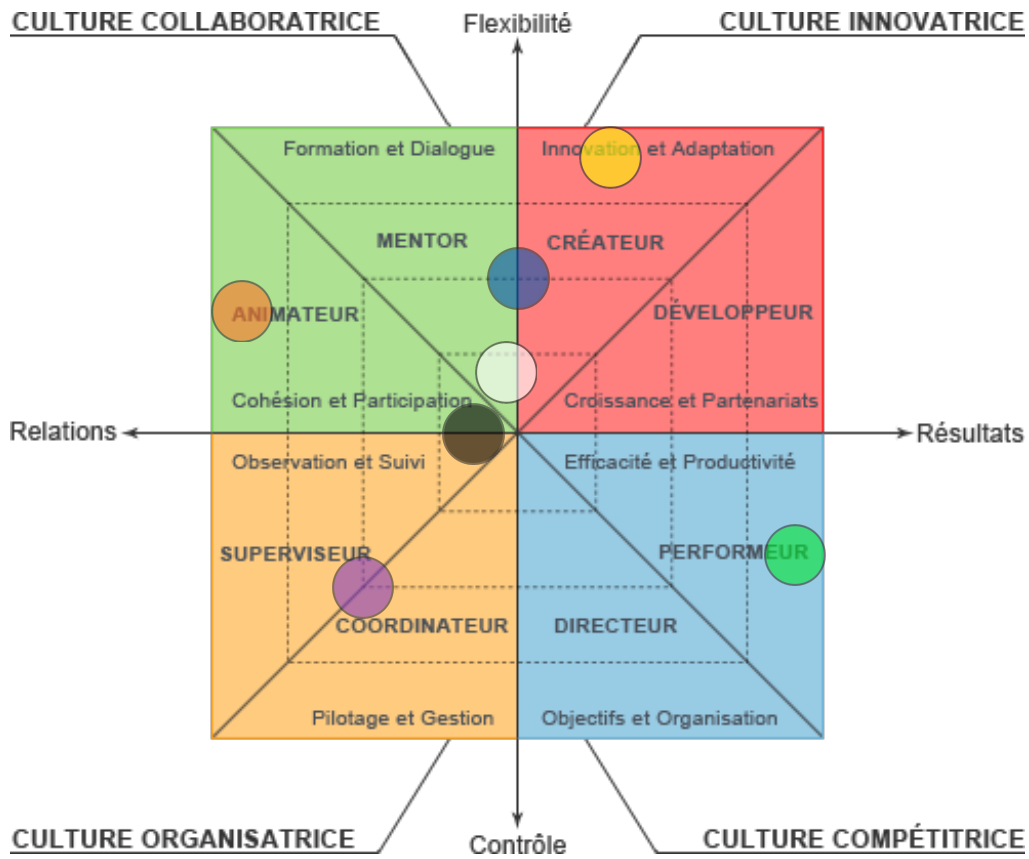 CULTURE COLLABORATRICE
Flexibilité
CULTURE INNOVATRICE
Formation et Dialogue
Innovation et Adaptation
MENTOR
CRÉATEUR
ANIMATEUR
DÉVELOPPEUR
Cohésion et Participation
Croissance et Partenariats
Relations
Résultats
Observation et Suivi
Efficacité et Productivité
SUPERVISEUR
PERFORMEUR
COORDINATEUR
DIRECTEUR
Pilotage et Gestion
Objectifs et Organisation
CULTURE ORGANISATRICE
Contrôle
CULTURE COMPÉTITRICE